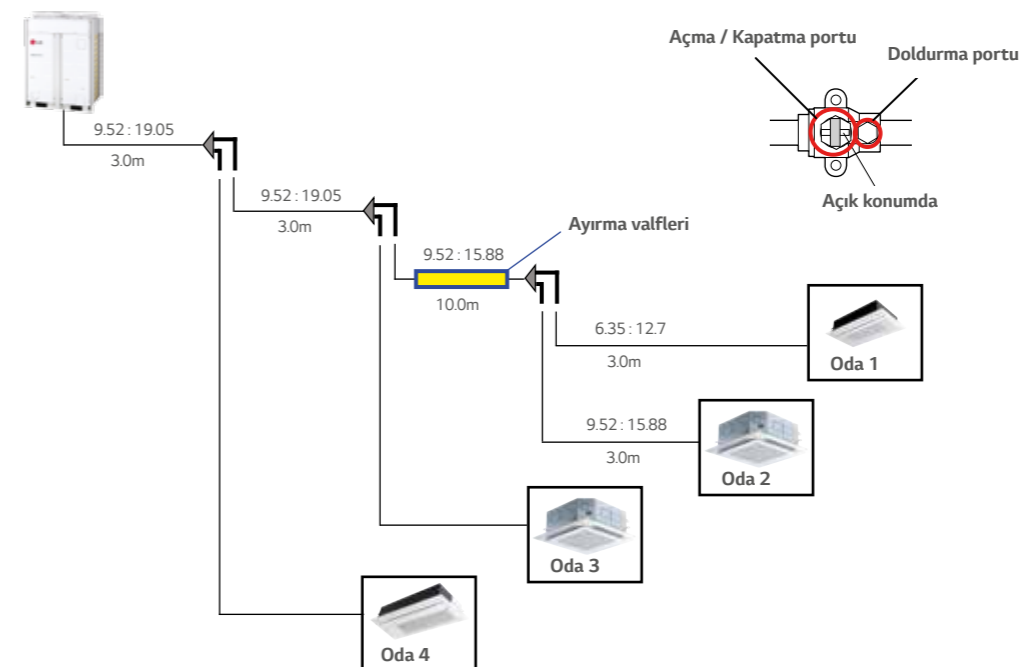 Açma / Kapatma portu
Doldurma portu
Açık konumda
LG
9.52 : 19.05
3.0m
9.52 : 19.05
3.0m
Ayırma valfleri
9.52 : 15.88
10.0m
6.35 : 12.7
3.0m
Oda 1
9.52 : 15.88
3.0m
Oda 2
Oda 3
Oda 4